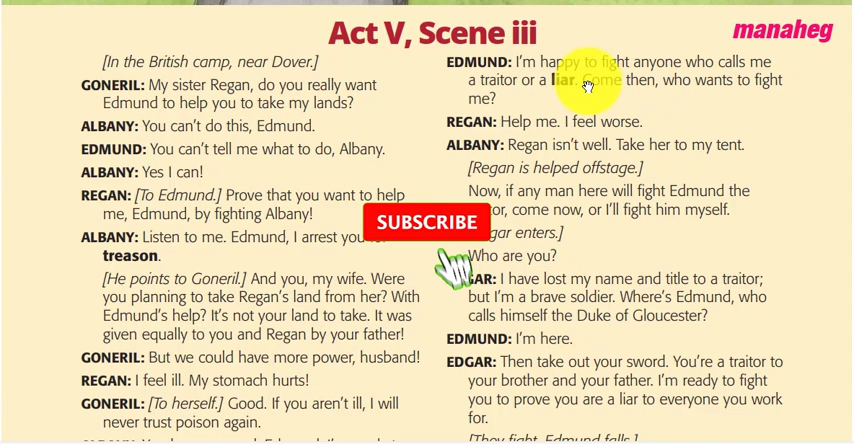 Act V, Scene iii
manaheg
[In the British camp, near Dover.]
GONERIL: My sister Regan, do you really want
Edmund to help you to take my lands?
ALBANY: You can't do this, Edmund.
EDMUND: You can't tell me what to do, Albany.
ALBANY: Yes I can!
REGAN: [To Edmund.] Prove that you want to help
me, Edmund, by fighting Albany!
ALBANY: Listen to me. Edmund, I arrest you
treason.
[He points to Goneril.] And you, my wife. Were
you planning to take Regan's land from her? With
Edmund's help? It's not your land to take. It was
given equally to you and Regan by your father!
GONERIL: But we could have more power, husband!
REGAN: I feel ill. My stomach hurts!
GONERIL: [To herself.] Good. If you aren't ill, I will
never trust poison again.
EDMUND: I'm happy to fight anyone who calls me
a traitor or a liar. Come then, who wants to fight
me?
REGAN: Help me. I feel worse.
ALBANY: Regan isn't well. Take her to my tent.
[Regan is helped offstage.]
Now, if any man here will fight Edmund the
come now, or I'll fight him myself.
enters.]
Who are you?
I have lost my name and title to a traitor;
but I'm a brave soldier. Where's Edmund, who
calls himself the Duke of Gloucester?
EDMUND: I'm here.
EDGAR: Then take out your sword. You're a traitor to
your brother and your father. I'm ready to fight
you to prove you are a liar to everyone you work
for.
[They fight. Edmund falls.]
SUBSCRIBE